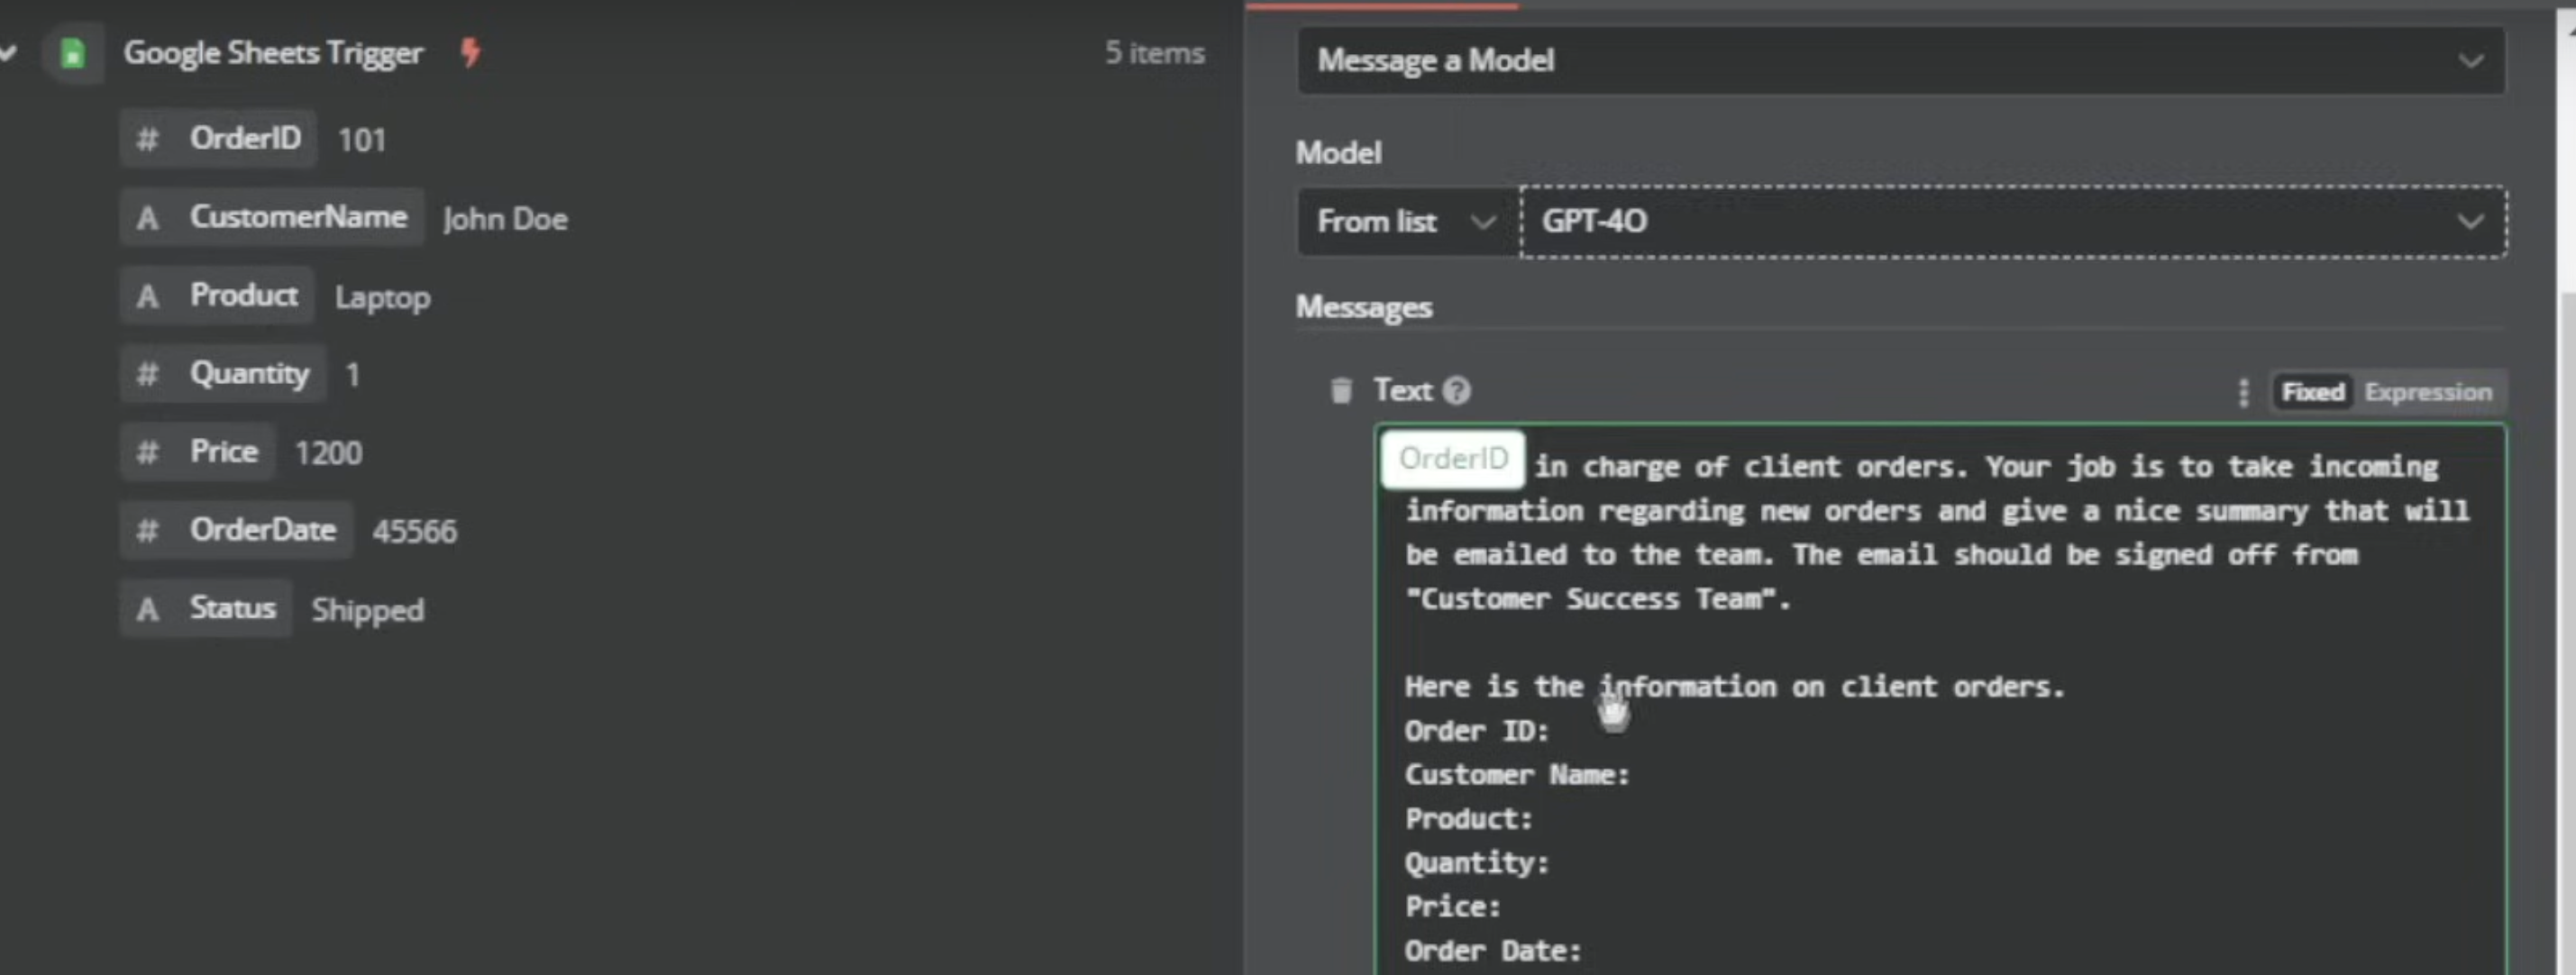 Google Sheets Trigger
5 items
# OrderID 101
A CustomerName John Doe
A Product Laptop
# Quantity 1
# Price 1200
# OrderDate 45566
A Status Shipped
Message a Model
Model
From list
GPT-4O
Messages
Text ?
Fixed Expression
OrderID
in charge of client orders. Your job is to take incoming
information regarding new orders and give a nice summary that will
be emailed to the team. The email should be signed off from
"Customer Success Team".
Here is the information on client orders.
Order ID:
Customer Name:
Product:
Quantity:
Price:
Order Date: